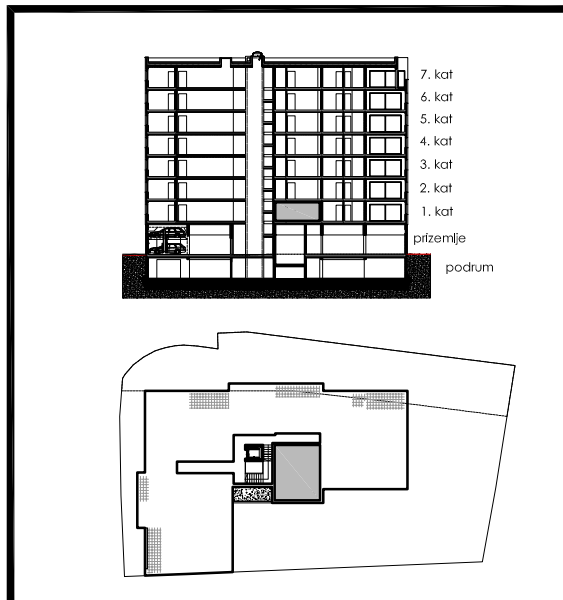 7. kat
6. kat
5. kat
4. kat
3. kat
2. kat
1. kat
prizemlje
podrum